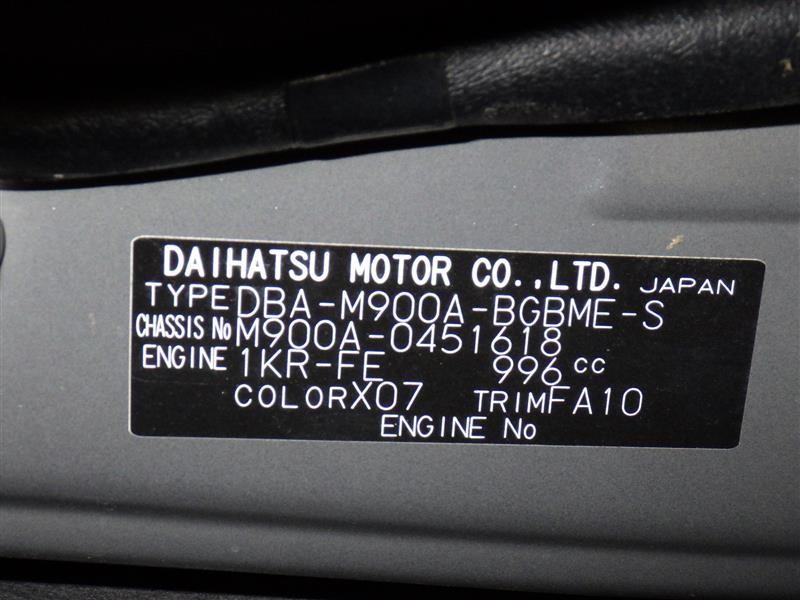 DAIHATSU MOTOR CO.,LTD. JAPAN
TYPE DBA-M900A-BGBME-S
CHASSIS No M900A-0451618
ENGINE 1KR-FE 996 cc
COLOR X07 TRIM FA10
ENGINE No